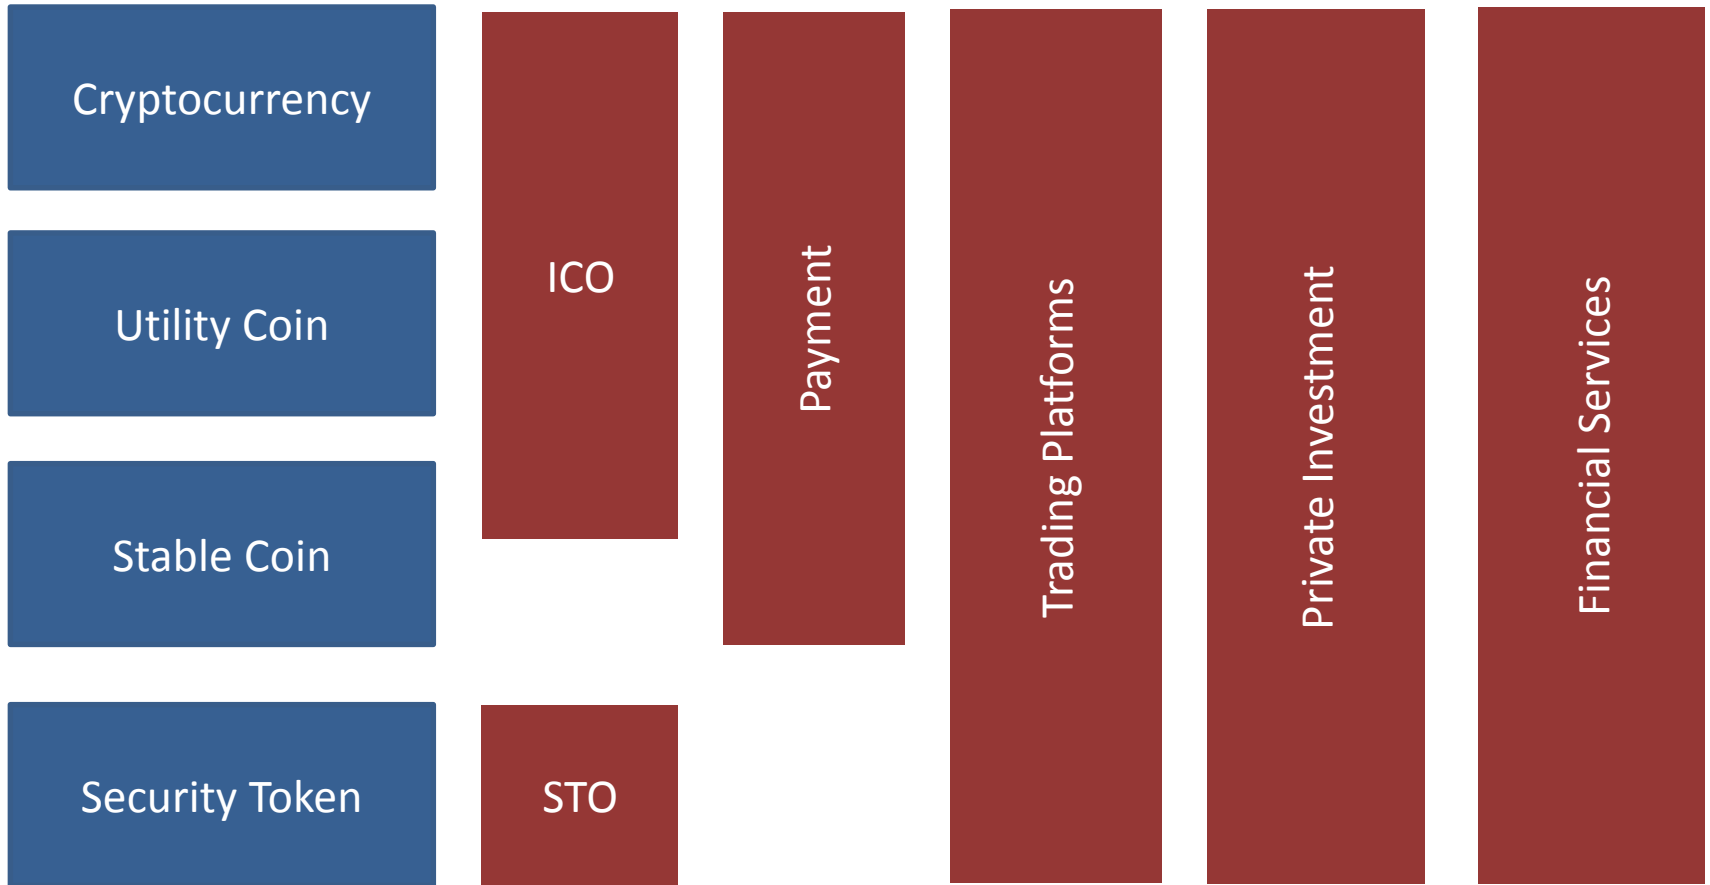 Cryptocurrency
Utility Coin
Stable Coin
Security Token
ICO
STO
Payment
Trading Platforms
Private Investment
Financial Services